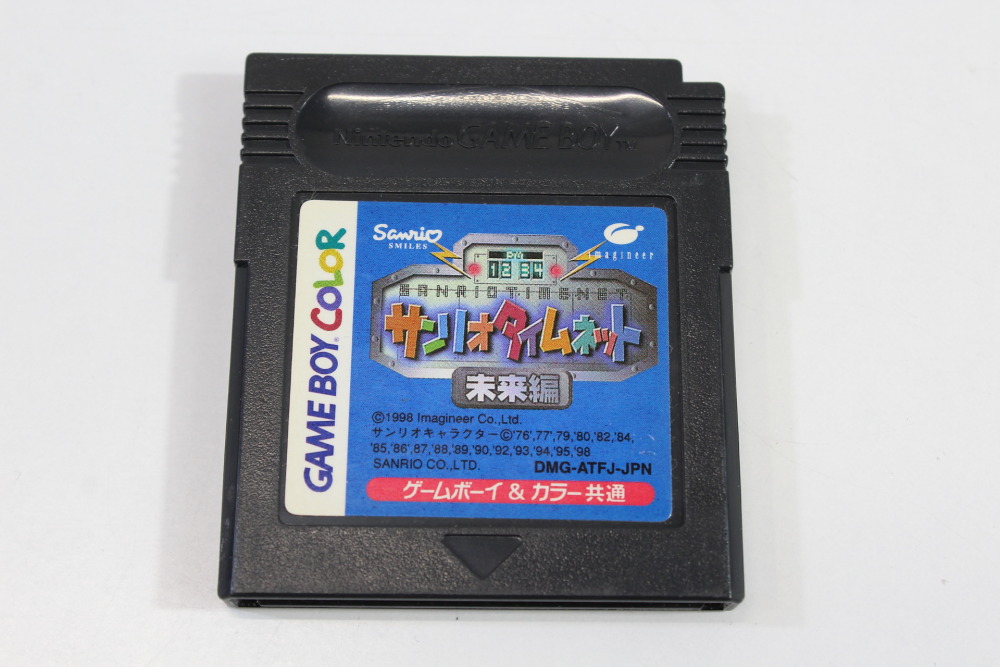 Nintendo GAME BOY TM
GAME BOY COLOR
Sanrio
SMILES
imagineer
PM
12 34
SANRIO TIMENET
サンリオタイムネット
未来編
©1998 Imagineer Co.,Ltd.
サンリオキャラクター©'76,'77,'79,'80,'82,'84,
'85,'86,'87,'88,'89,'90,'92,'93,'94,'95,'98
SANRIO CO.,LTD.
DMG-ATFJ-JPN
ゲームボーイ & カラー共通